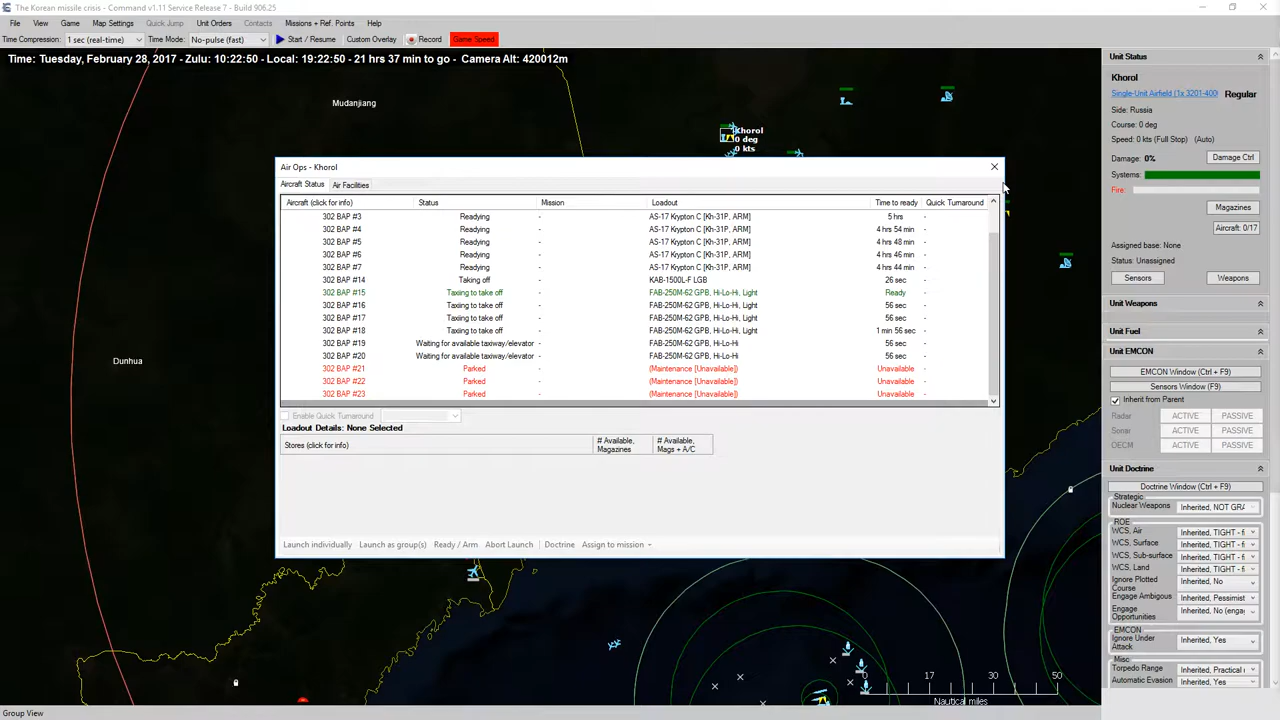 The Korean missile crisis - Command v1.11 Service Release 7 - Build 906.25
File View Game Map Settings Quick Jump Unit Orders Contacts Missions + Ref. Points Help
Time Compression: 1 sec (real-time) Time Mode: No-pulse (fast) Start / Resume Custom Overlay Record Game Speed
Time: Tuesday, February 28, 2017 - Zulu: 10:22:50 - Local: 19:22:50 - 21 hrs 37 min to go - Camera Alt: 420012m
Mudanjiang
Khorol
0 deg
0 kts
Dunhua
Air Ops - Khorol
Aircraft Status Air Facilities
Aircraft (click for info) Status Mission Loadout Time to ready Quick Turnaround
302 BAP #3 Readying - AS-17 Krypton C [Kh-31P, ARM] 5 hrs -
302 BAP #4 Readying - AS-17 Krypton C [Kh-31P, ARM] 4 hrs 54 min -
302 BAP #5 Readying - AS-17 Krypton C [Kh-31P, ARM] 4 hrs 48 min -
302 BAP #6 Readying - AS-17 Krypton C [Kh-31P, ARM] 4 hrs 46 min -
302 BAP #7 Readying - AS-17 Krypton C [Kh-31P, ARM] 4 hrs 44 min -
302 BAP #14 Taking off - KAB-1500L-F LGB 26 sec -
302 BAP #15 Taxiing to take off - FAB-250M-62 GPB, Hi-Lo-Hi, Light Ready -
302 BAP #16 Taxiing to take off - FAB-250M-62 GPB, Hi-Lo-Hi, Light 56 sec -
302 BAP #17 Taxiing to take off - FAB-250M-62 GPB, Hi-Lo-Hi, Light 56 sec -
302 BAP #18 Taxiing to take off - FAB-250M-62 GPB, Hi-Lo-Hi, Light 1 min 56 sec -
302 BAP #19 Waiting for available taxiway/elevator - FAB-250M-62 GPB, Hi-Lo-Hi 56 sec -
302 BAP #20 Waiting for available taxiway/elevator - FAB-250M-62 GPB, Hi-Lo-Hi 56 sec -
302 BAP #21 Parked - (Maintenance [Unavailable]) Unavailable -
302 BAP #22 Parked - (Maintenance [Unavailable]) Unavailable -
302 BAP #23 Parked - (Maintenance [Unavailable]) Unavailable -
Enable Quick Turnaround
Loadout Details: None Selected
Stores (click for info) # Available, Magazines # Available, Mags + A/C
Launch individually Launch as group(s) Ready / Arm Abort Launch Doctrine Assign to mission
0 17 33 50
Nautical miles
Group View
Unit Status
Khorol
Single-Unit Airfield (1x 3201-400 Regular
Side: Russia
Course: 0 deg
Speed: 0 kts (Full Stop) (Auto)
Damage: 0% Damage Ctrl
Systems:
Fire: Magazines
Aircraft: 0/17
Assigned base: None
Status: Unassigned
Sensors Weapons
Unit Weapons
Unit Fuel
Unit EMCON
EMCON Window (Ctrl + F9)
Sensors Window (F9)
Inherit from Parent
Radar ACTIVE PASSIVE
Sonar ACTIVE PASSIVE
OECM ACTIVE PASSIVE
Unit Doctrine
Doctrine Window (Ctrl + F9)
Strategic
Nuclear Weapons Inherited, NOT GRA
ROE
WCS, Air Inherited, TIGHT - fi
WCS, Surface Inherited, TIGHT - fi
WCS, Sub-surface Inherited, TIGHT - fi
WCS, Land Inherited, TIGHT - fi
Ignore Plotted Course Inherited, No
Engage Ambiguous Inherited, Pessimist
Engage Opportunities Inherited, No (engag
EMCON
Ignore Under Attack Inherited, Yes
Misc
Torpedo Range Inherited, Practical r
Automatic Evasion Inherited, Yes